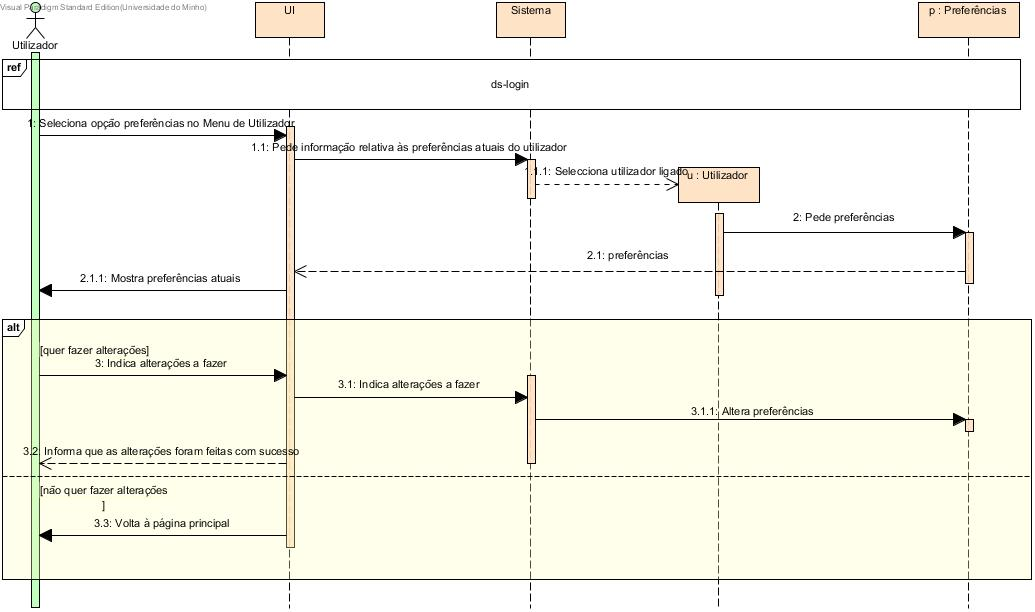 Visual Paradigm Standard Edition(Universidade do Minho)
UI
Sistema
p : Preferências
Utilizador
ref
ds-login
1: Seleciona opção preferências no Menu de Utilizador
1.1: Pede informação relativa às preferências atuais do utilizador
1.1.1: Selecciona utilizador ligado
u : Utilizador
2: Pede preferências
2.1: preferências
2.1.1: Mostra preferências atuais
alt
[quer fazer alterações]
3: Indica alterações a fazer
3.1: Indica alterações a fazer
3.1.1: Altera preferências
3.2: Informa que as alterações foram feitas com sucesso
[não quer fazer alterações
]
3.3: Volta à página principal